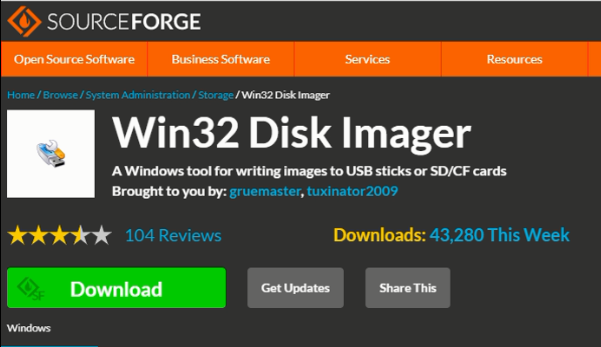 SOURCEFORGE
Open Source Software Business Software Services Resources
Home / Browse / System Administration / Storage / Win32 Disk Imager
Win32 Disk Imager
A Windows tool for writing images to USB sticks or SD/CF cards
Brought to you by: gruemaster, tuxinator2009
104 Reviews Downloads: 43,280 This Week
SF Download Get Updates Share This
Windows